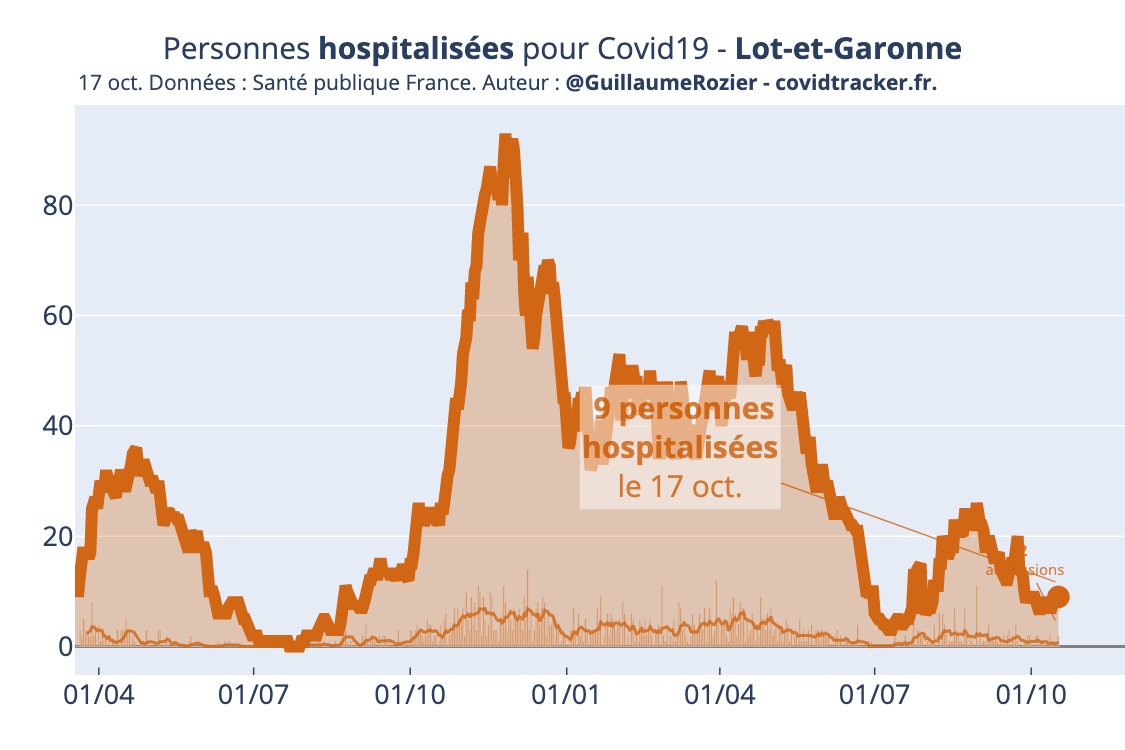 Personnes hospitalisées pour Covid19 - Lot-et-Garonne
17 oct. Données : Santé publique France. Auteur : @GuillaumeRozier - covidtracker.fr.
80
60
40
20
0
9 personnes
hospitalisées
le 17 oct.
01/04
01/07
01/10
01/01
01/04
01/07
01/10